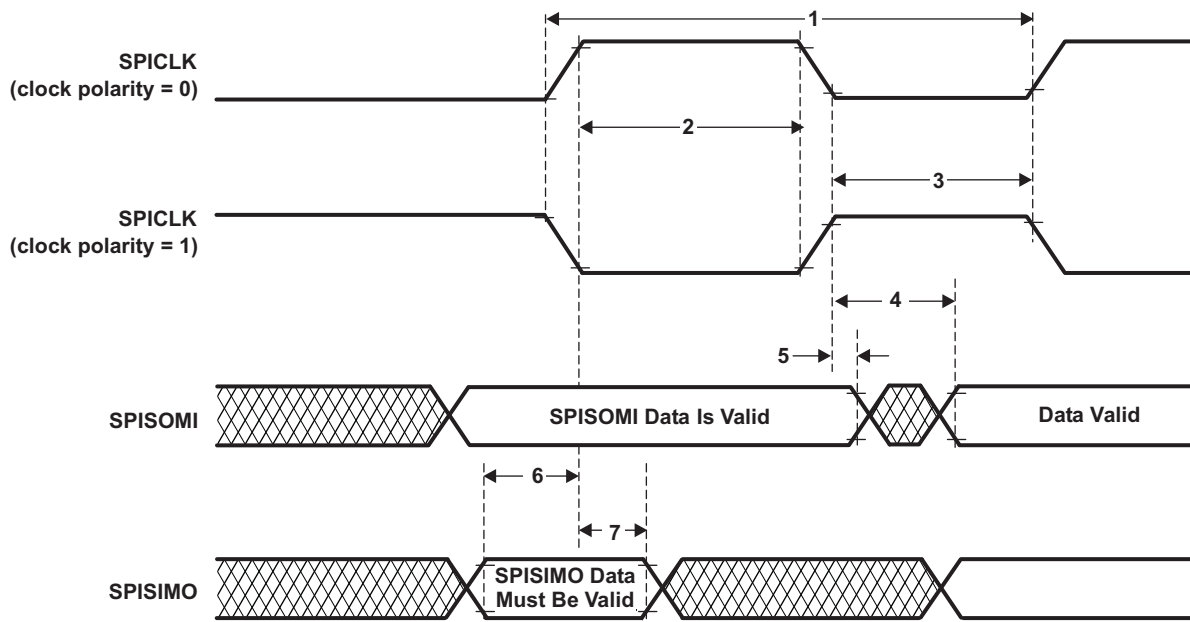 1
SPICLK
(clock polarity = 0)
2
3
SPICLK
(clock polarity = 1)
4
5
SPISOMI
SPISOMI Data Is Valid
Data Valid
6
7
SPISIMO
SPISIMO Data
Must Be Valid